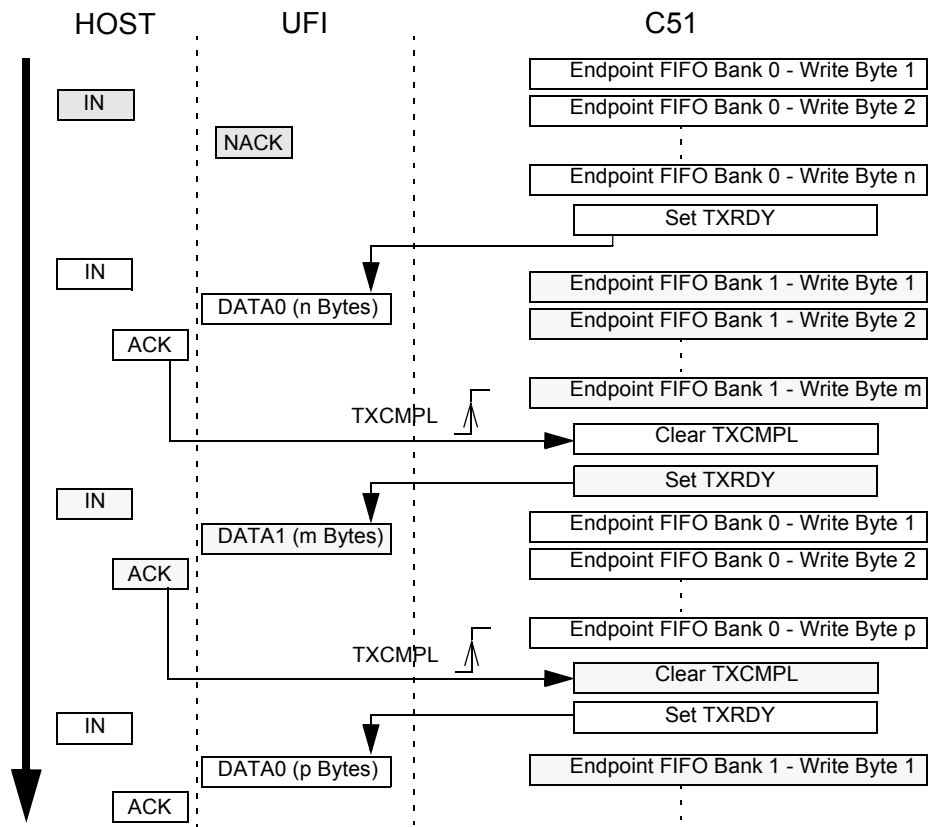 HOST UFI C51
Endpoint FIFO Bank 0 - Write Byte 1
IN
Endpoint FIFO Bank 0 - Write Byte 2
NACK
Endpoint FIFO Bank 0 - Write Byte n
Set TXRDY
IN
Endpoint FIFO Bank 1 - Write Byte 1
DATA0 (n Bytes)
Endpoint FIFO Bank 1 - Write Byte 2
ACK
Endpoint FIFO Bank 1 - Write Byte m
TXCMPL
Clear TXCMPL
Set TXRDY
IN
Endpoint FIFO Bank 0 - Write Byte 1
DATA1 (m Bytes)
Endpoint FIFO Bank 0 - Write Byte 2
ACK
Endpoint FIFO Bank 0 - Write Byte p
TXCMPL
Clear TXCMPL
Set TXRDY
IN
DATA0 (p Bytes)
Endpoint FIFO Bank 1 - Write Byte 1
ACK